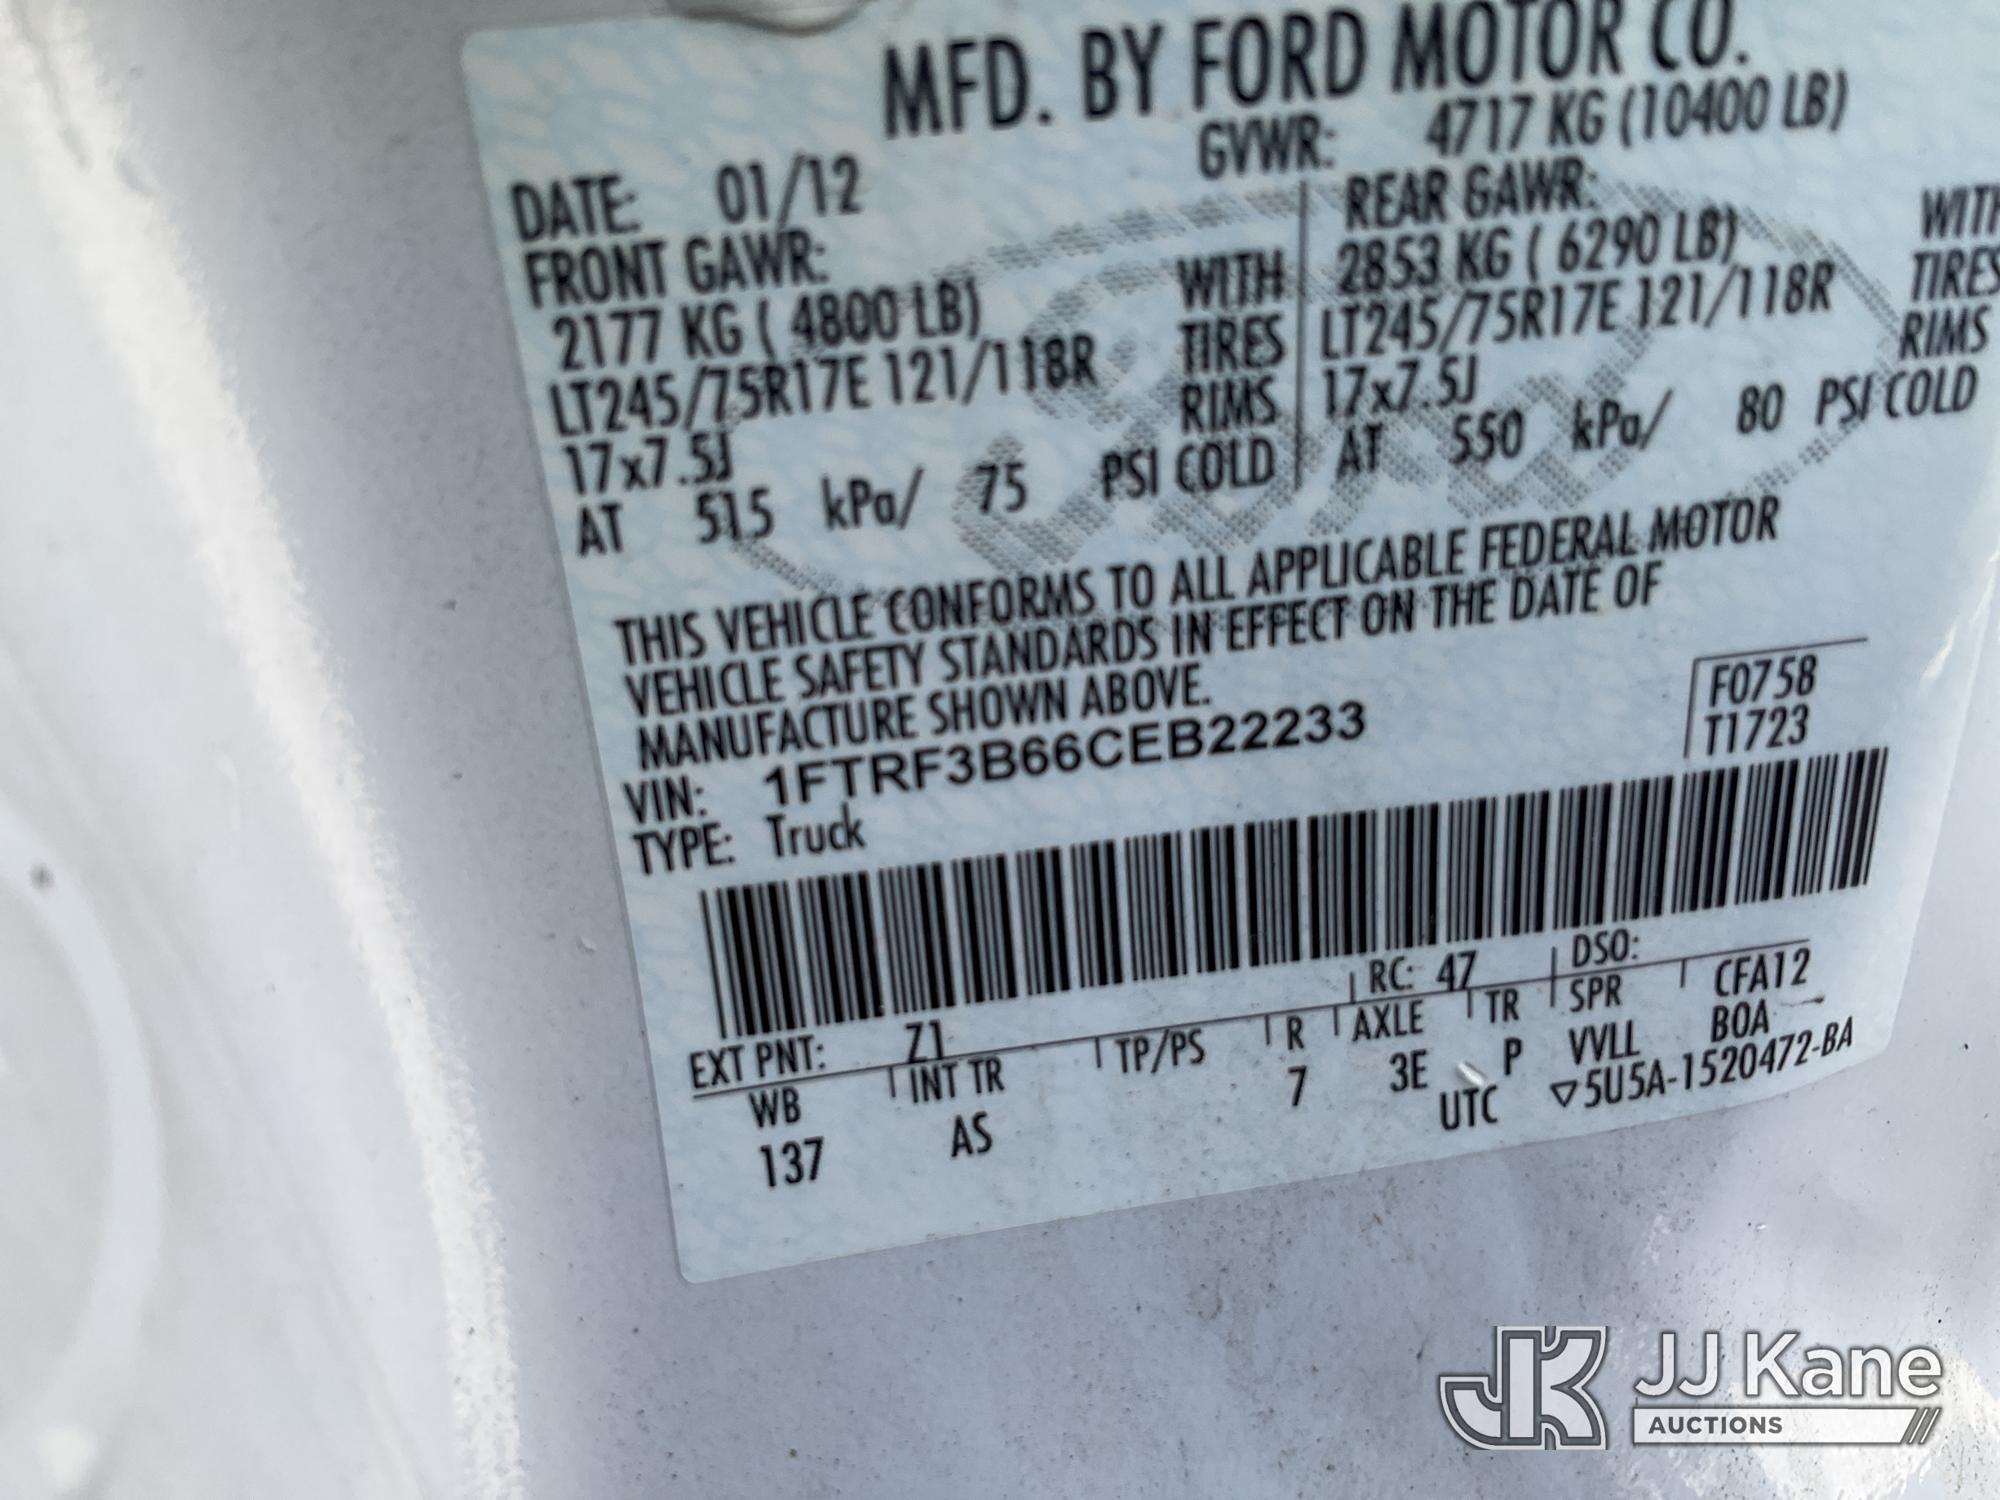 MFD. BY FORD MOTOR CO.
DATE: 01/12 GVWR: 4717 KG (10400 LB)
FRONT GAWR: REAR GAWR:
2177 KG ( 4800 LB) WITH 2853 KG ( 6290 LB) WITH
LT245/75R17E 121/118R TIRES LT245/75R17E 121/118R TIRES
17x7.5J RIMS 17x7.5J RIMS
AT 515 kPa/ 75 PSI COLD AT 550 kPa/ 80 PSI COLD
THIS VEHICLE CONFORMS TO ALL APPLICABLE FEDERAL MOTOR
VEHICLE SAFETY STANDARDS IN EFFECT ON THE DATE OF
MANUFACTURE SHOWN ABOVE.
VIN: 1FTRF3B66CEB22233 F0758
TYPE: Truck T1723
EXT PNT: Z1 RC: 47 DSO:
WB INT TR TP/PS R AXLE TR SPR CFA12
137 AS 7 3E P VVLL BOA
UTC ▽5U5A-1520472-BA
JJ Kane
AUCTIONS